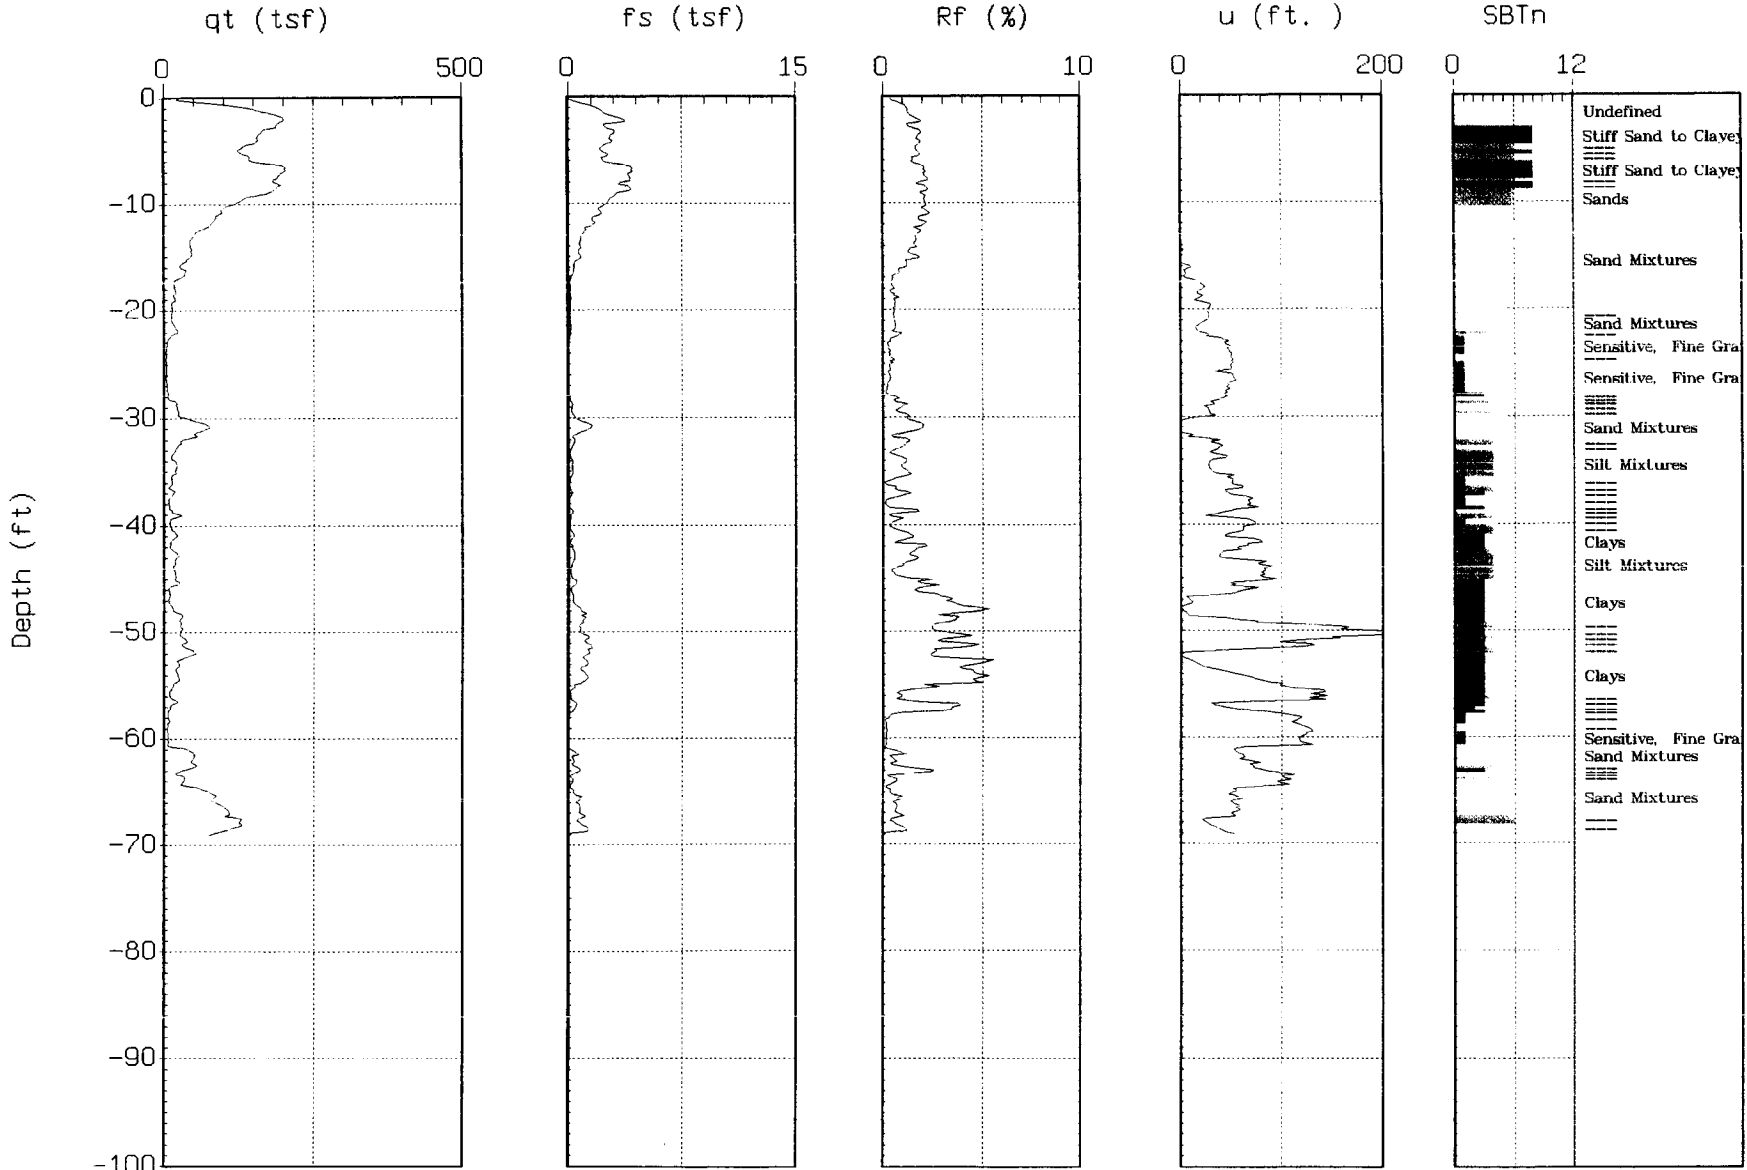 qt (tsf)
fs (tsf)
Rf (%)
u (ft. )
SBTn
0 500
0 15
0 10
0 200
0 12
Depth (ft)
0
-10
-20
-30
-40
-50
-60
-70
-80
-90
-100
Undefined
Stiff Sand to Clayey
Stiff Sand to Clayey
Sands
Sand Mixtures
Sand Mixtures
Sensitive, Fine Gra
Sensitive, Fine Gra
Sand Mixtures
Silt Mixtures
Clays
Silt Mixtures
Clays
Clays
Sensitive, Fine Gra
Sand Mixtures
Sand Mixtures